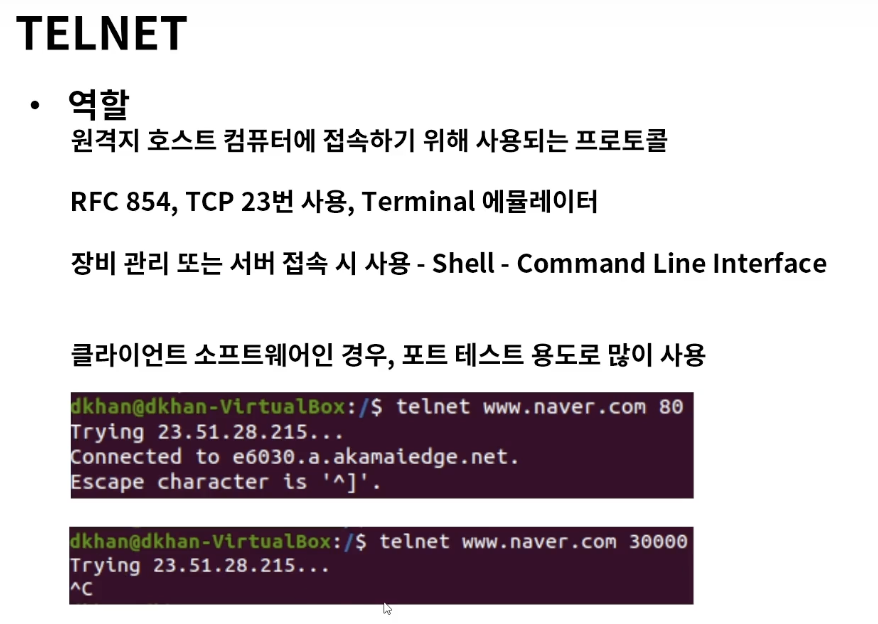 TELNET
• 역할
원격지 호스트 컴퓨터에 접속하기 위해 사용되는 프로토콜
RFC 854, TCP 23번 사용, Terminal 에뮬레이터
장비 관리 또는 서버 접속 시 사용 - Shell - Command Line Interface
클라이언트 소프트웨어인 경우, 포트 테스트 용도로 많이 사용
dkhan@dkhan-VirtualBox:/$ telnet www.naver.com 80
Trying 23.51.28.215...
Connected to e6030.a.akamaiedge.net.
Escape character is '^]'.
dkhan@dkhan-VirtualBox:/$ telnet www.naver.com 30000
Trying 23.51.28.215...
^C